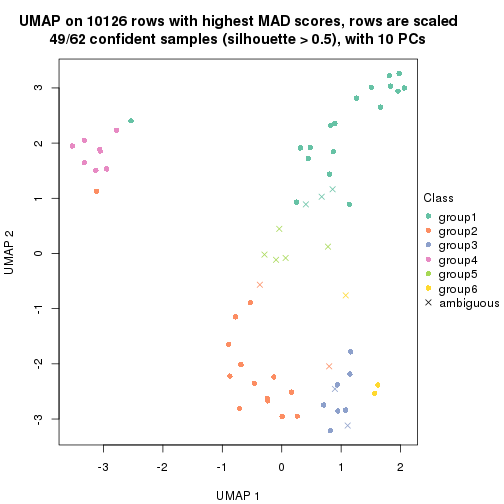 UMAP on 10126 rows with highest MAD scores, rows are scaled
49/62 confident samples (silhouette > 0.5), with 10 PCs
3
2
1
0
-1
-2
-3
UMAP 2
-3
-2
-1
0
1
2
UMAP 1
Class
group1
group2
group3
group4
group5
group6
ambiguous